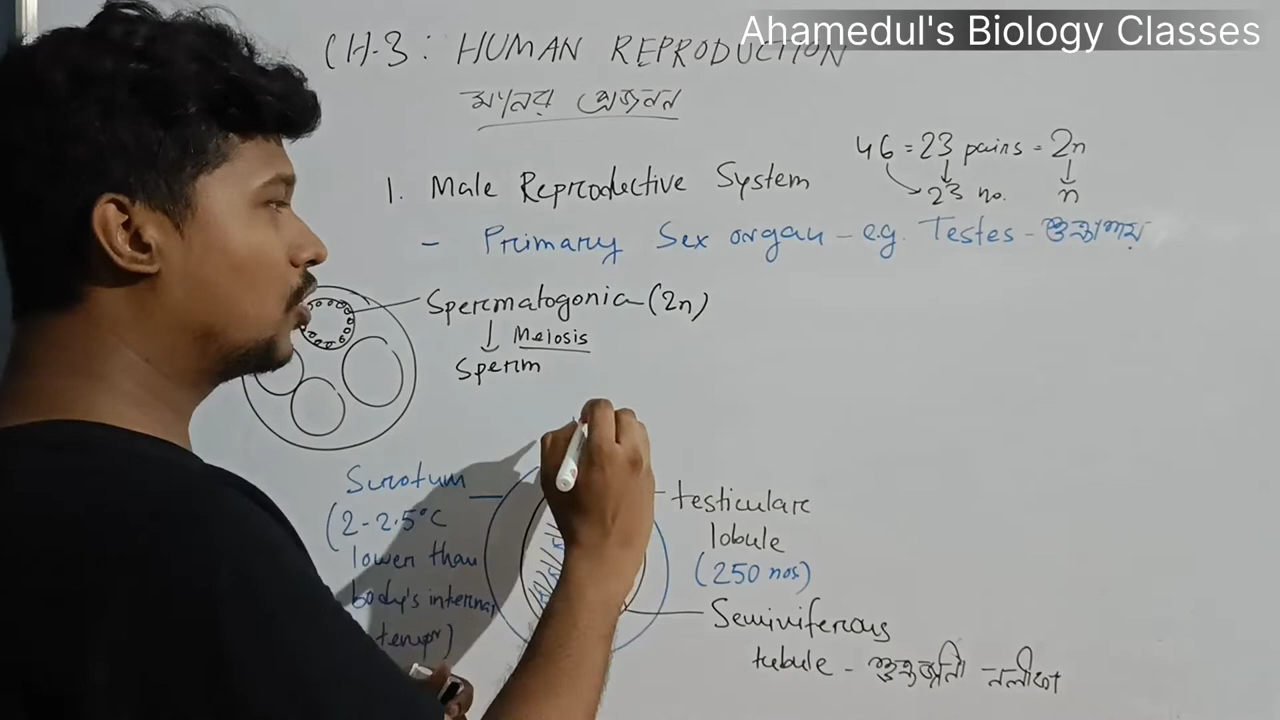 Ahamedul's Biology Classes
CH-3: HUMAN REPRODUCTION
মানব প্রজনন
46 = 23 pairs = 2n
23 no. n
1. Male Reproductive System
- Primary Sex organ - e.g. Testes - শুক্রাশয়
Spermatogonia (2n)
Meiosis
Sperm
Scrotum
(2-2.5°C
lower than
body's internal
tempr)
testicular
lobule
(250 nos)
Seminiferous
tubule -